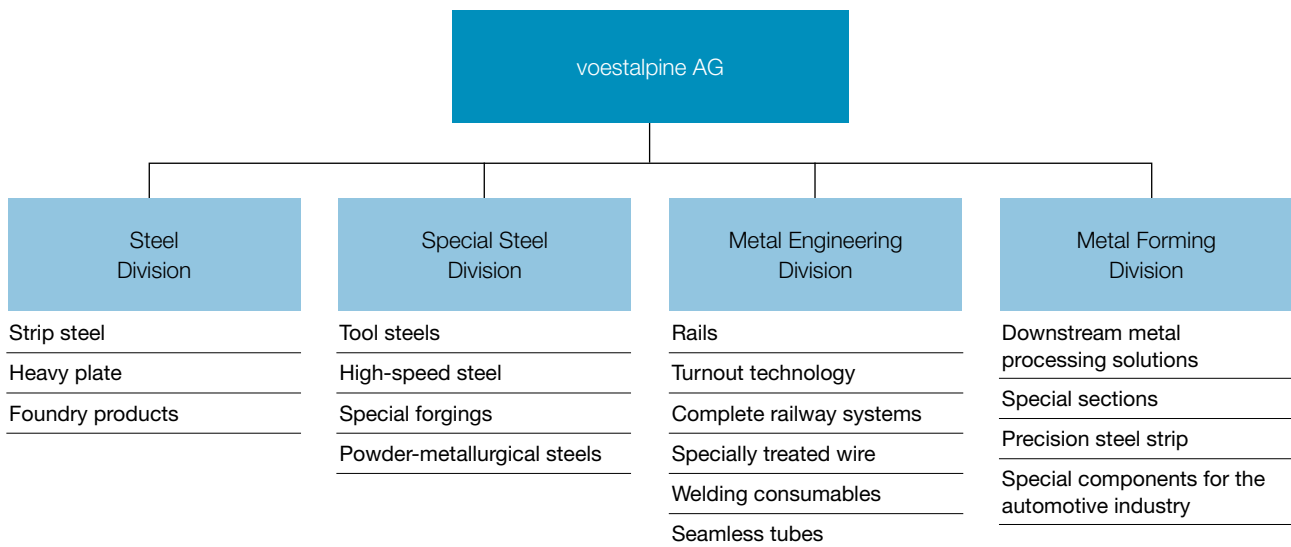 voestalpine AG
Steel
Division
Strip steel
Heavy plate
Foundry products
Special Steel
Division
Tool steels
High-speed steel
Special forgings
Powder-metallurgical steels
Metal Engineering
Division
Rails
Turnout technology
Complete railway systems
Specially treated wire
Welding consumables
Seamless tubes
Metal Forming
Division
Downstream metal
processing solutions
Special sections
Precision steel strip
Special components for the
automotive industry